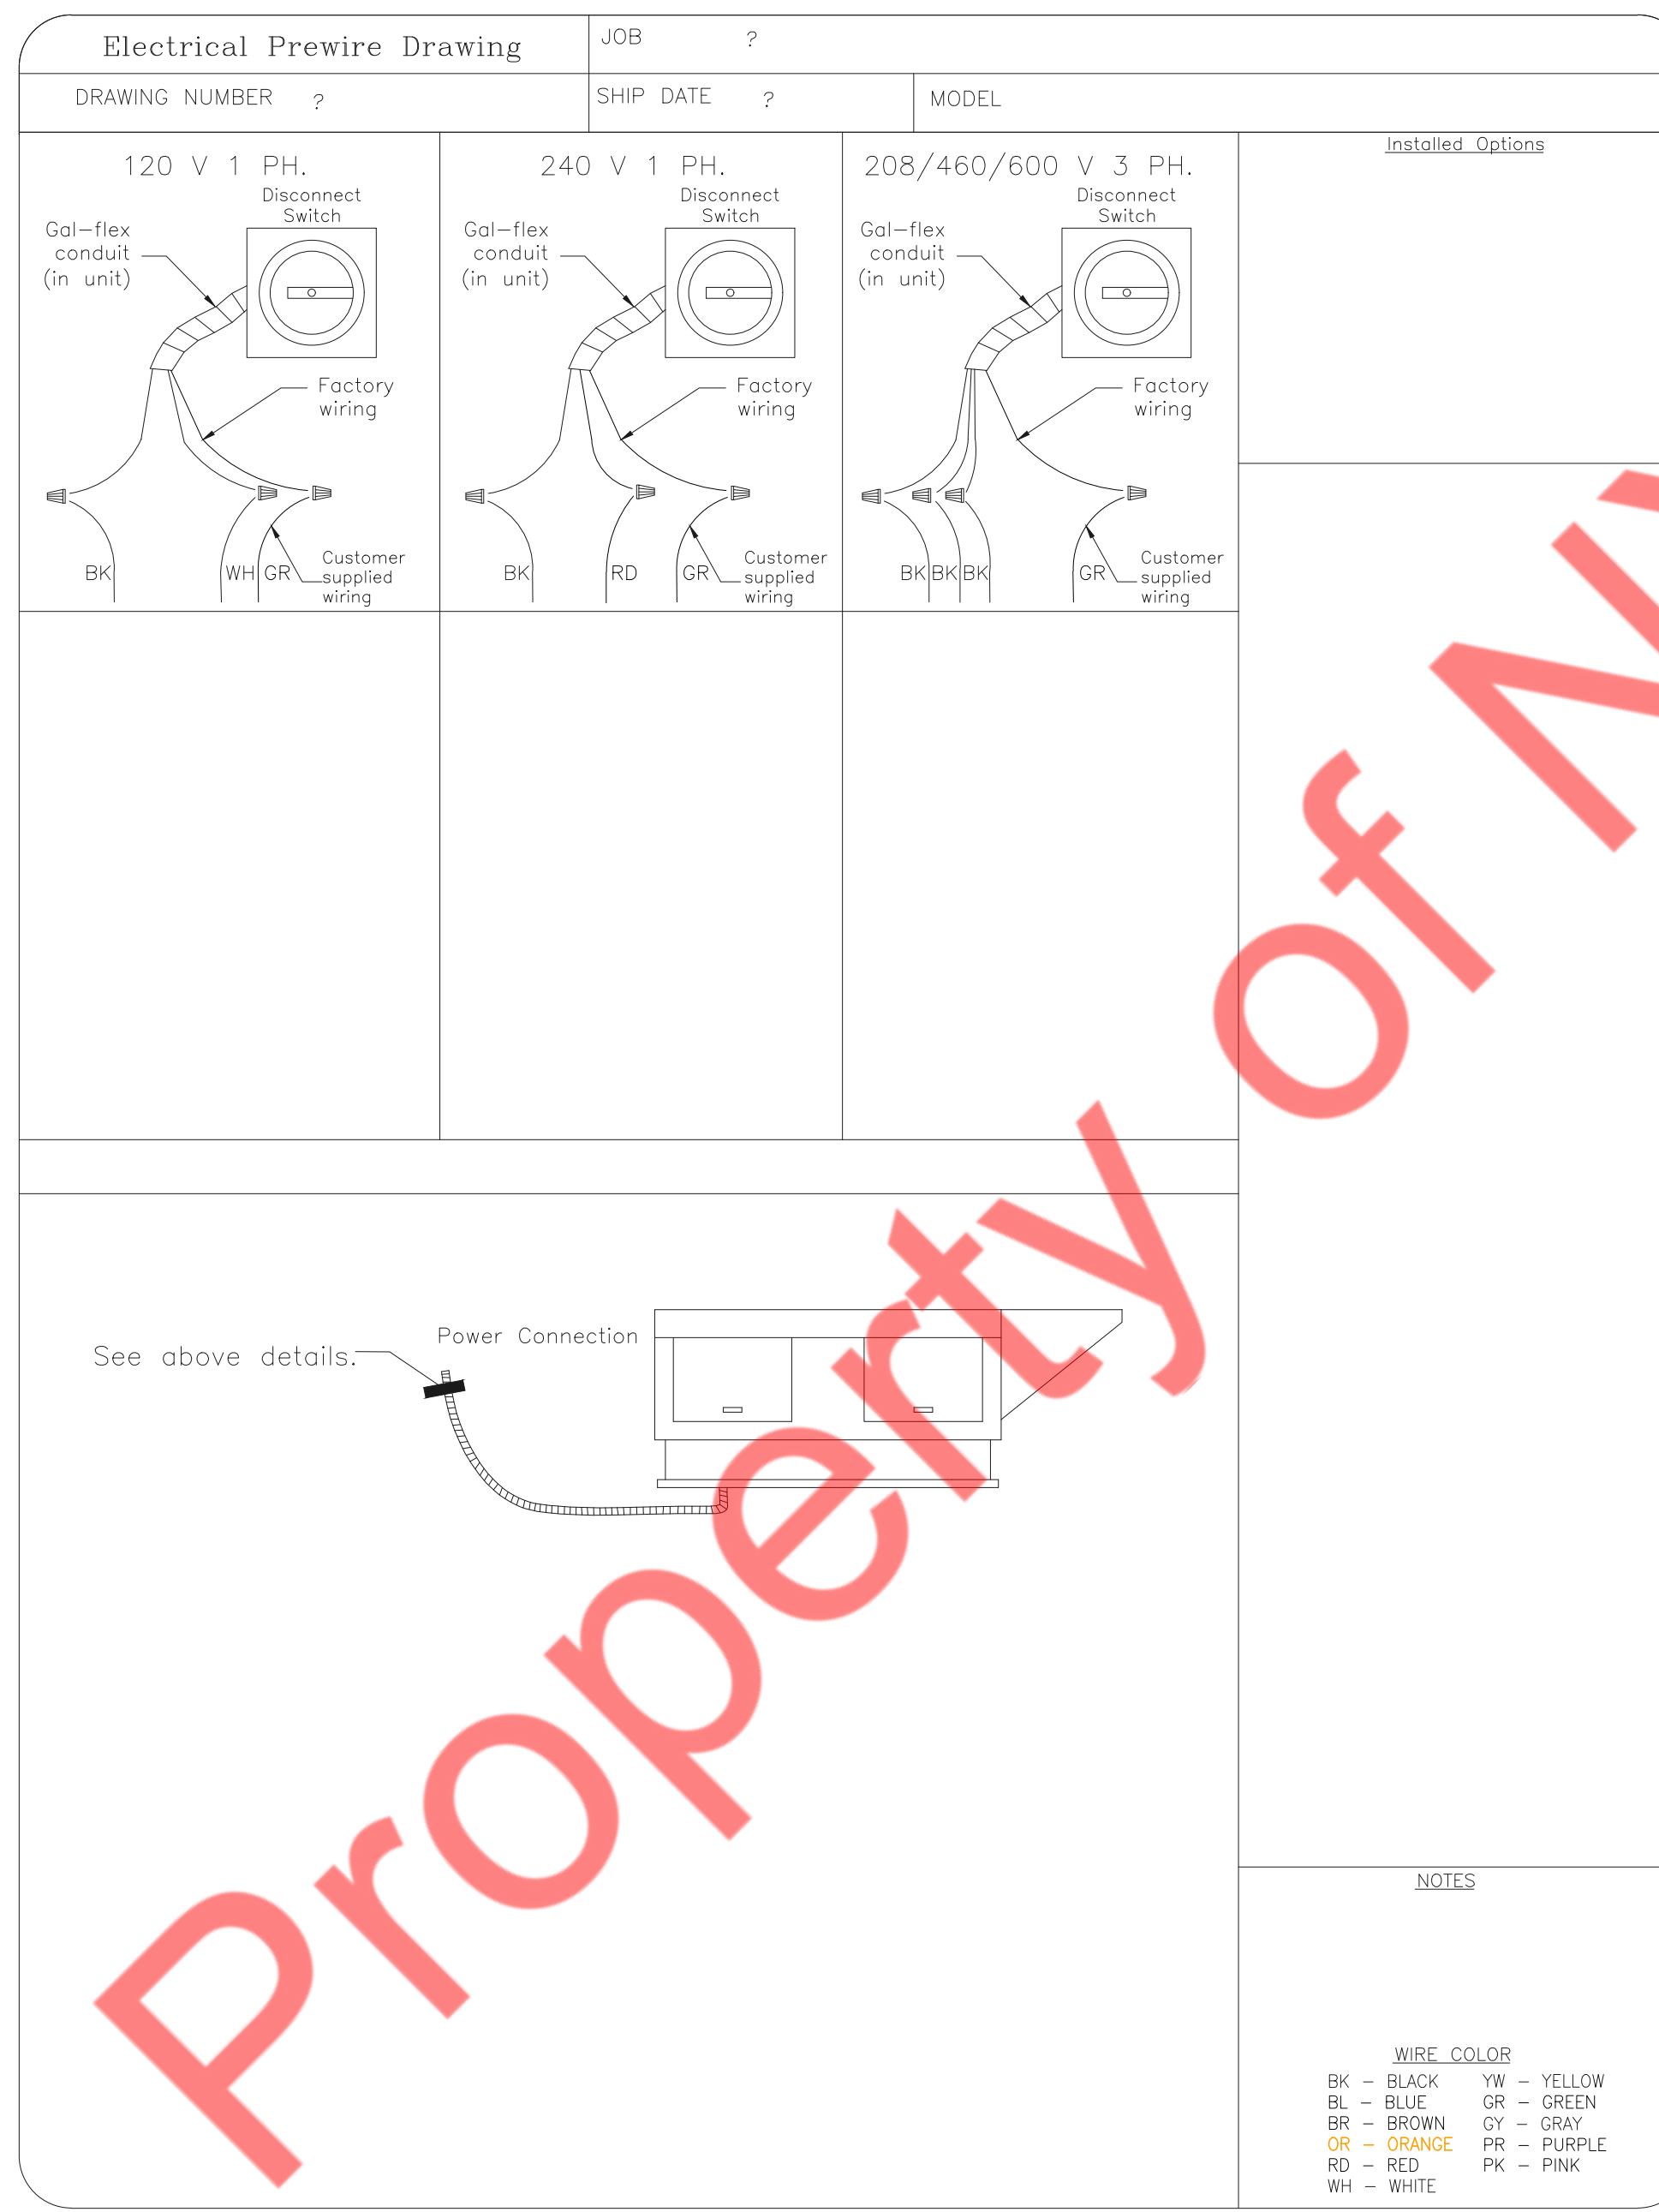 Electrical Prewire Drawing
JOB ?
DRAWING NUMBER ?
SHIP DATE ?
MODEL
120 V 1 PH.
Disconnect
Switch
Gal-flex
conduit
(in unit)
Factory
wiring
BK
WH
GR
Customer
supplied
wiring
240 V 1 PH.
Disconnect
Switch
Gal-flex
conduit
(in unit)
Factory
wiring
BK
RD
GR
Customer
supplied
wiring
208/460/600 V 3 PH.
Disconnect
Switch
Gal-flex
conduit
(in unit)
Factory
wiring
BK
BK
BK
GR
Customer
supplied
wiring
Installed Options
Power Connection
See above details.
Property of
NOTES
WIRE COLOR
BK - BLACK YW - YELLOW
BL - BLUE GR - GREEN
BR - BROWN GY - GRAY
OR - ORANGE PR - PURPLE
RD - RED PK - PINK
WH - WHITE